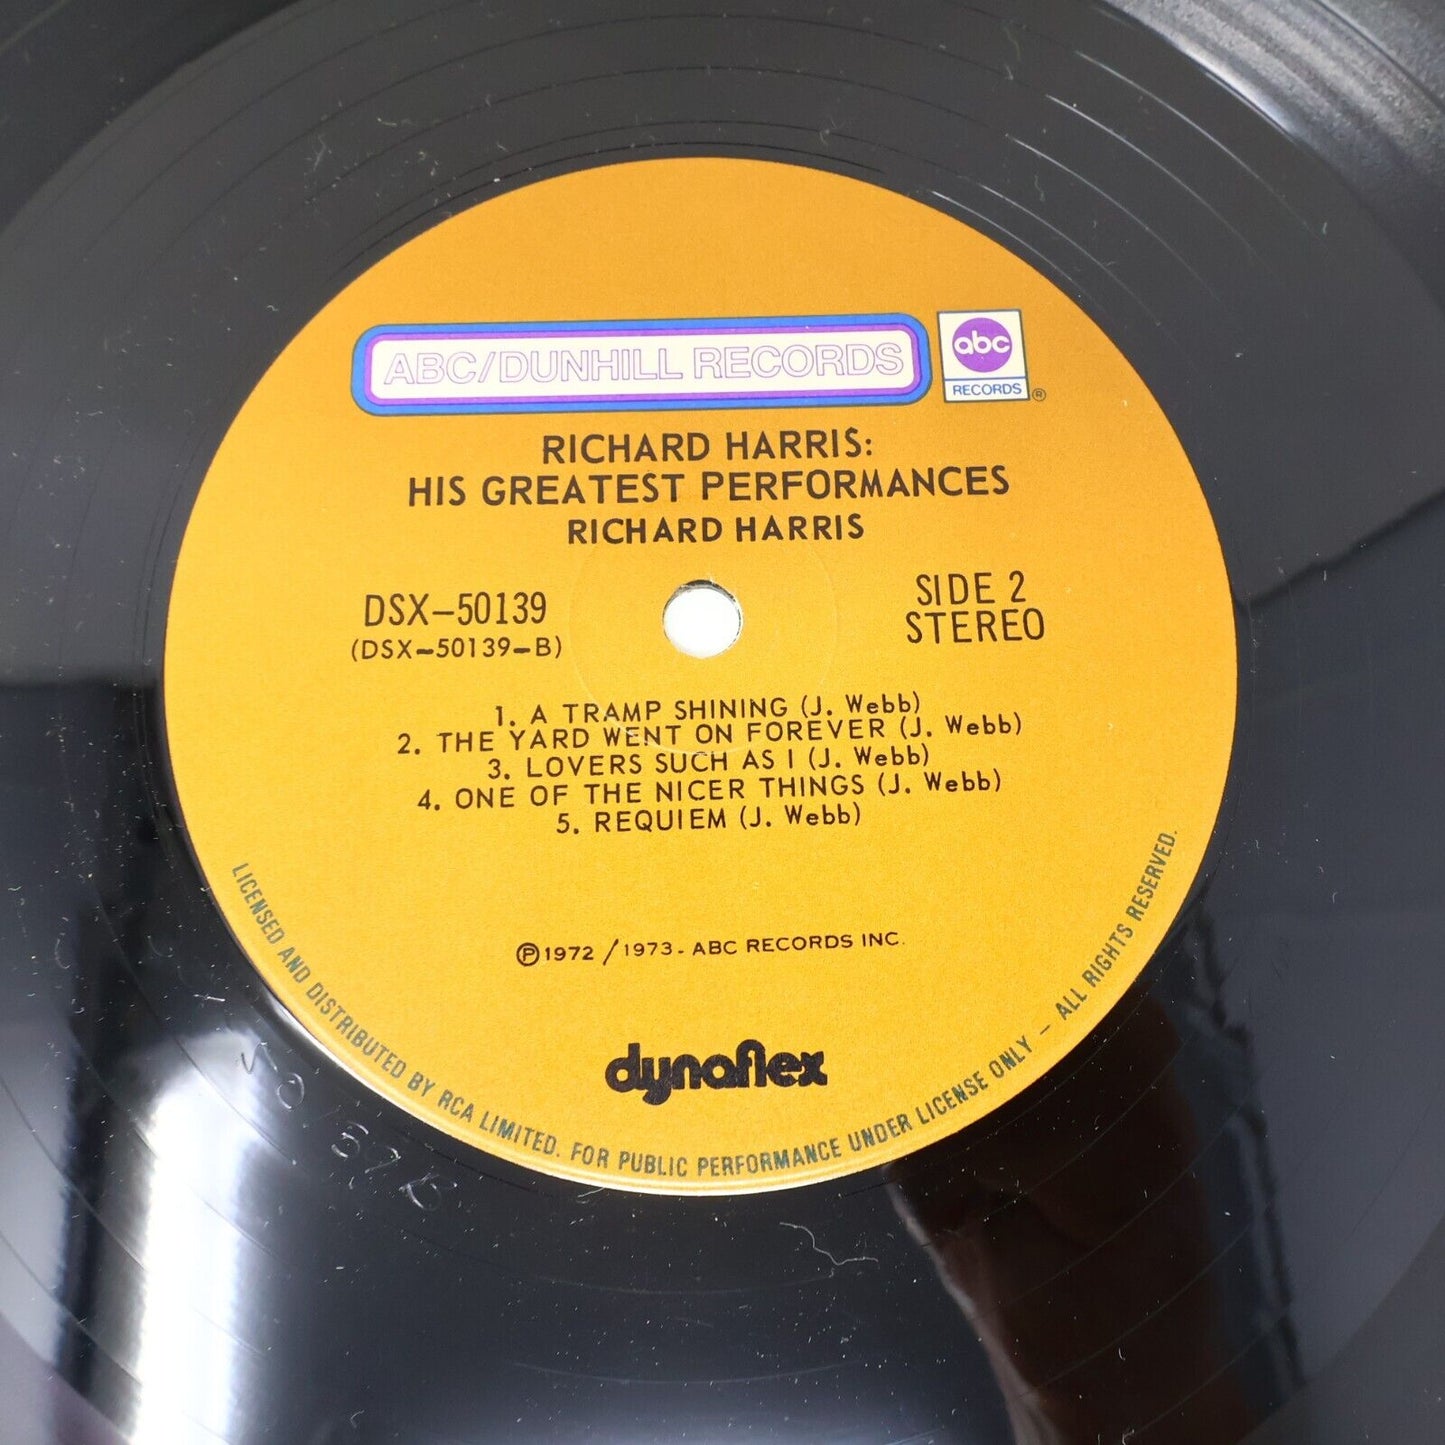 ABC/DUNHILL RECORDS
abc
RECORDS ®
RICHARD HARRIS:
HIS GREATEST PERFORMANCES
RICHARD HARRIS
DSX-50139
(DSX-50139-B)
SIDE 2
STEREO
1. A TRAMP SHINING (J. Webb)
2. THE YARD WENT ON FOREVER (J. Webb)
3. LOVERS SUCH AS I (J. Webb)
4. ONE OF THE NICER THINGS (J. Webb)
5. REQUIEM (J. Webb)
℗1972 /1973- ABC RECORDS INC.
dynaflex
LICENSED AND DISTRIBUTED BY RCA LIMITED. FOR PUBLIC PERFORMANCE UNDER LICENSE ONLY - ALL RIGHTS RESERVED.